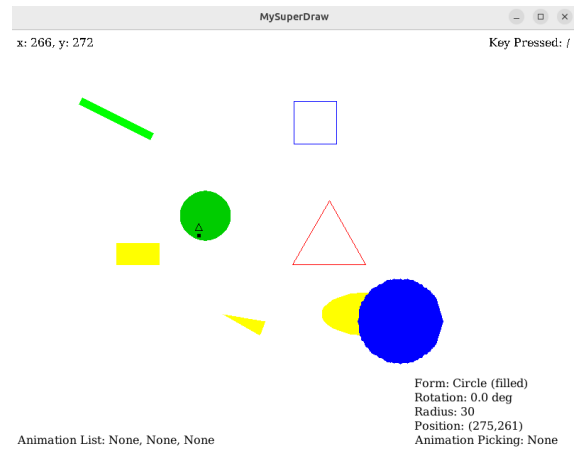 MySuperDraw
x: 266, y: 272
Key Pressed: /
Form: Circle (filled)
Rotation: 0.0 deg
Radius: 30
Position: (275,261)
Animation List: None, None, None
Animation Picking: None